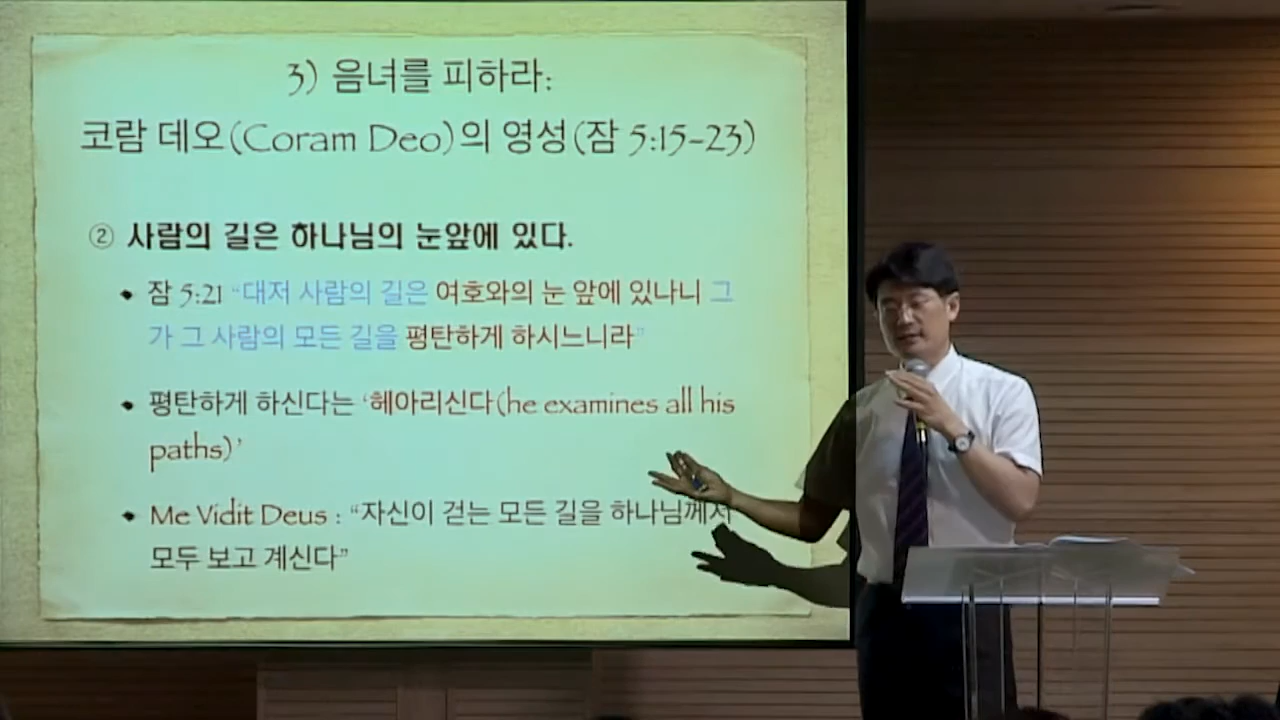 3) 음녀를 피하라:
코람 데오(Coram Deo)의 영성(잠 5:15-23)
② 사람의 길은 하나님의 눈앞에 있다.
• 잠 5:21 “대저 사람의 길은 여호와의 눈 앞에 있나니 그
가 그 사람의 모든 길을 평탄하게 하시느니라”
• 평탄하게 하신다는 ‘헤아리신다(he examines all his
paths)’
• Me Vidit Deus : “자신이 걷는 모든 길을 하나님께서
모두 보고 계신다”